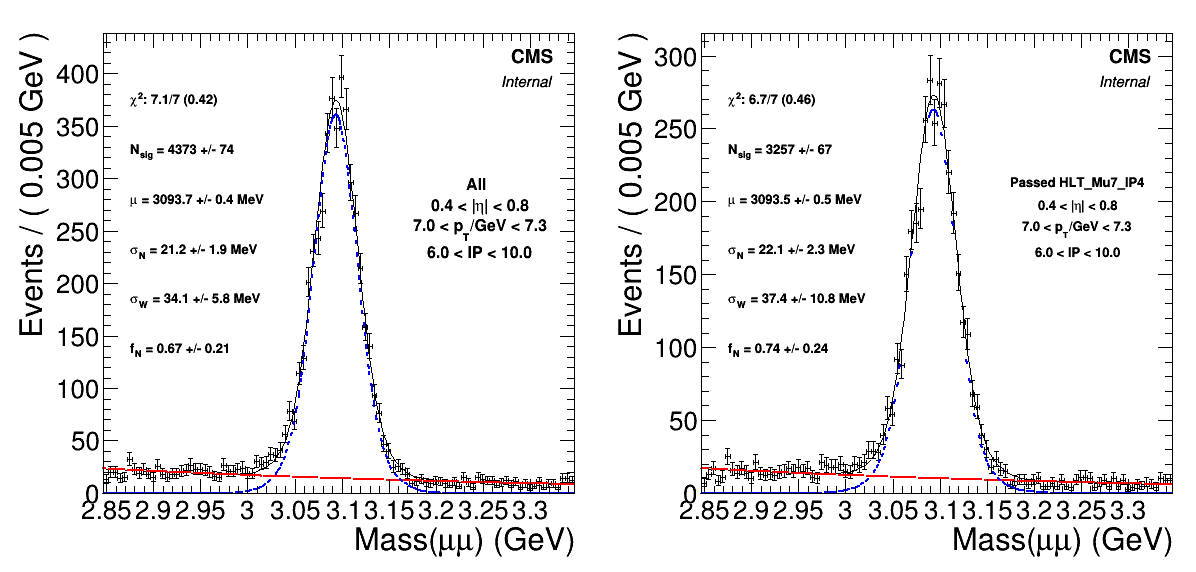 Events / ( 0.005 GeV )
400
350
300
250
200
150
100
50
0
CMS
Internal
χ²: 7.1/7 (0.42)
N_sig = 4373 +/- 74
μ = 3093.7 +/- 0.4 MeV
σ_N = 21.2 +/- 1.9 MeV
σ_W = 34.1 +/- 5.8 MeV
f_N = 0.67 +/- 0.21
All
0.4 < |η| < 0.8
7.0 < p_T/GeV < 7.3
6.0 < IP < 10.0
2.85 2.9 2.95 3 3.05 3.1 3.15 3.2 3.25 3.3
Mass(μμ) (GeV)
Events / ( 0.005 GeV )
300
250
200
150
100
50
0
CMS
Internal
χ²: 6.7/7 (0.46)
N_sig = 3257 +/- 67
μ = 3093.5 +/- 0.5 MeV
σ_N = 22.1 +/- 2.3 MeV
σ_W = 37.4 +/- 10.8 MeV
f_N = 0.74 +/- 0.24
Passed HLT_Mu7_IP4
0.4 < |η| < 0.8
7.0 < p_T/GeV < 7.3
6.0 < IP < 10.0
2.85 2.9 2.95 3 3.05 3.1 3.15 3.2 3.25 3.3
Mass(μμ) (GeV)